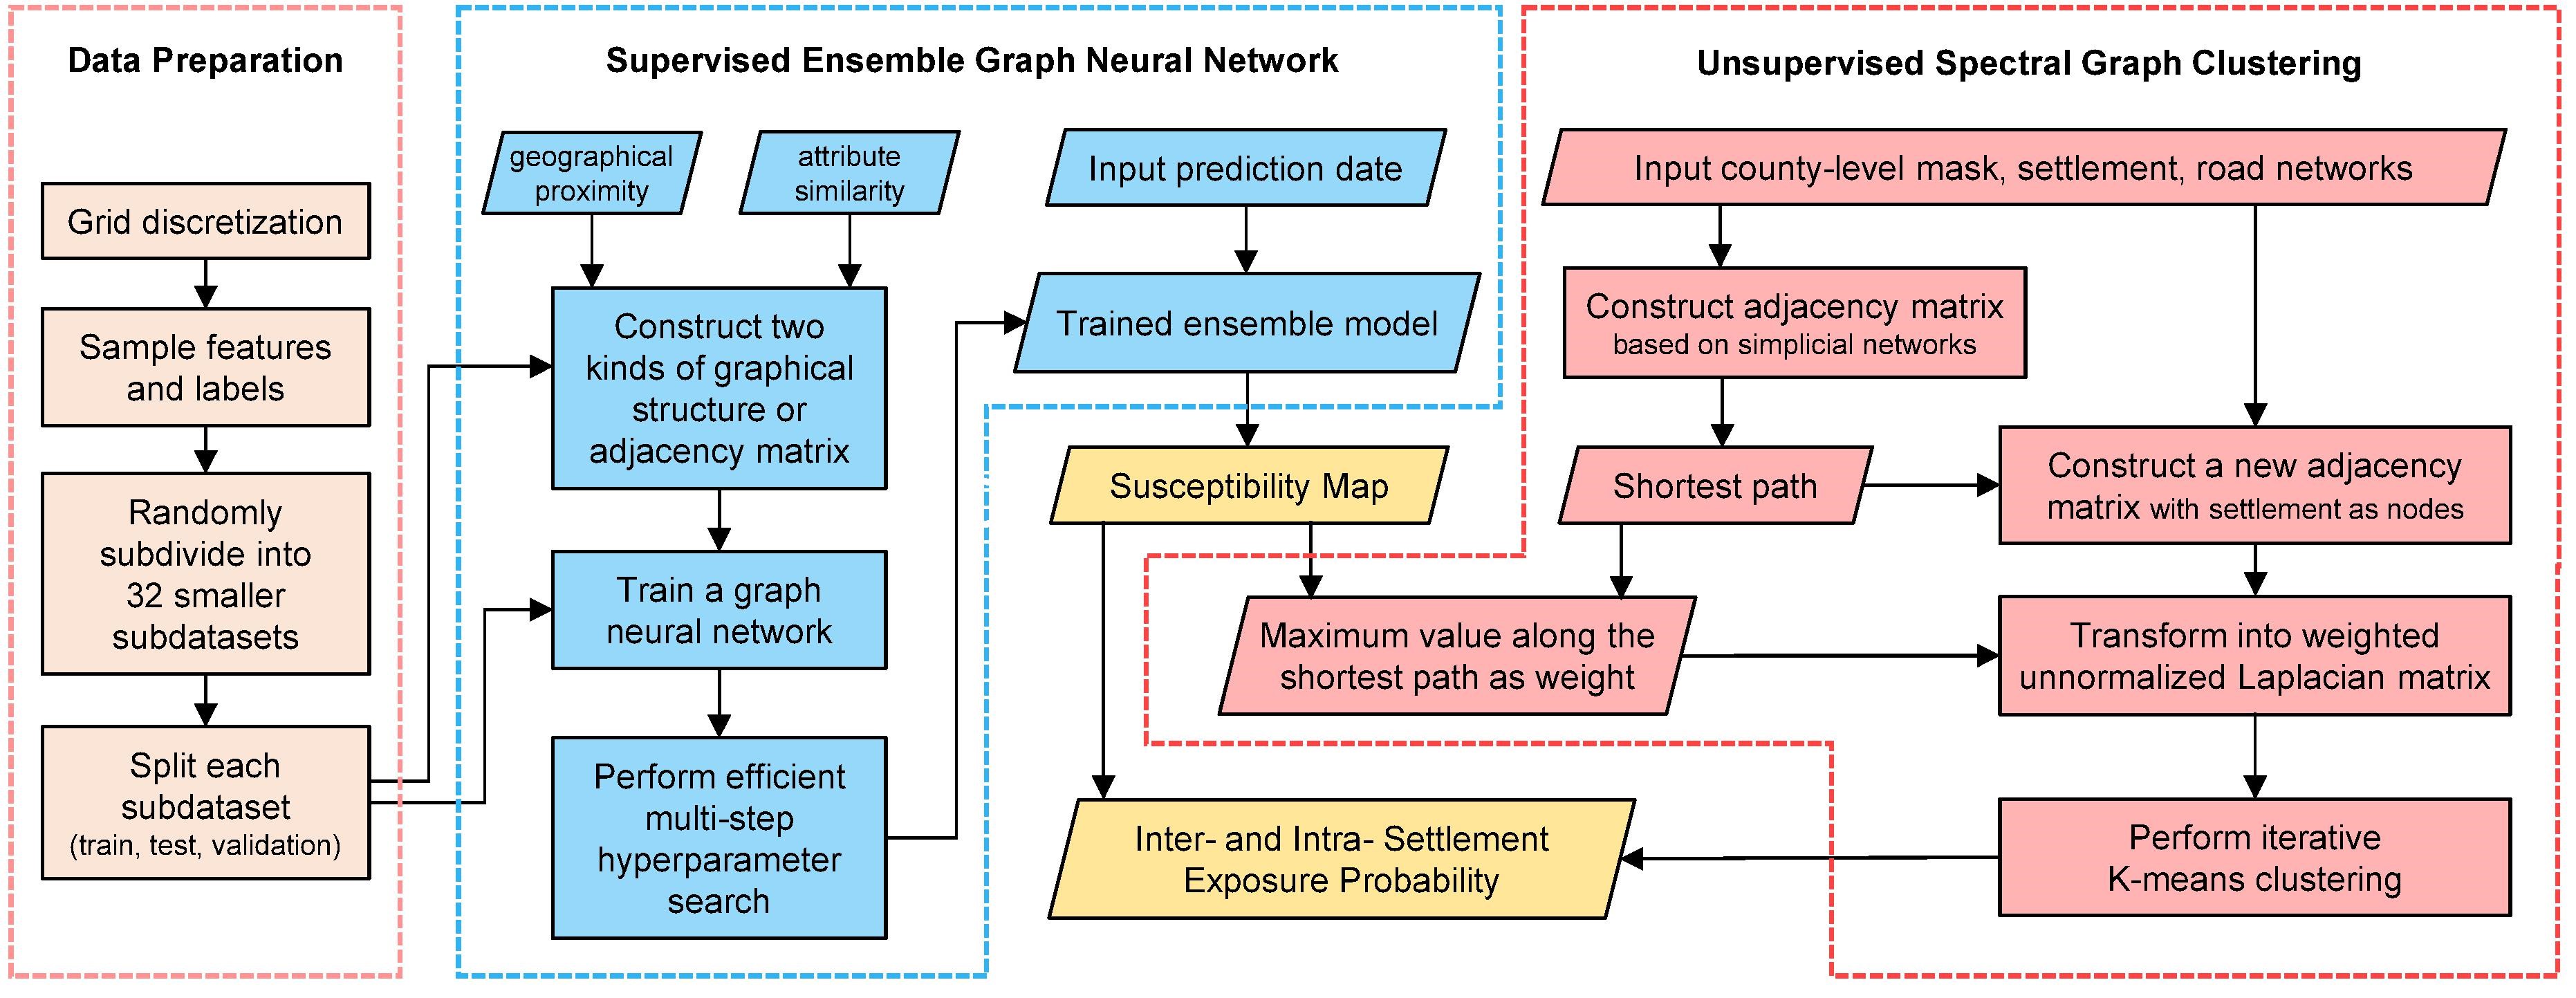 Data Preparation
Grid discretization
Sample features
and labels
Randomly
subdivide into
32 smaller
subdatasets
Split each
subdataset
(train, test, validation)
Supervised Ensemble Graph Neural Network
geographical
proximity
attribute
similarity
Input prediction date
Construct two
kinds of graphical
structure or
adjacency matrix
Trained ensemble model
Train a graph
neural network
Perform efficient
multi-step
hyperparameter
search
Susceptibility Map
Inter- and Intra- Settlement
Exposure Probability
Unsupervised Spectral Graph Clustering
Input county-level mask, settlement, road networks
Construct adjacency matrix
based on simplicial networks
Shortest path
Construct a new adjacency
matrix with settlement as nodes
Maximum value along the
shortest path as weight
Transform into weighted
unnormalized Laplacian matrix
Perform iterative
K-means clustering